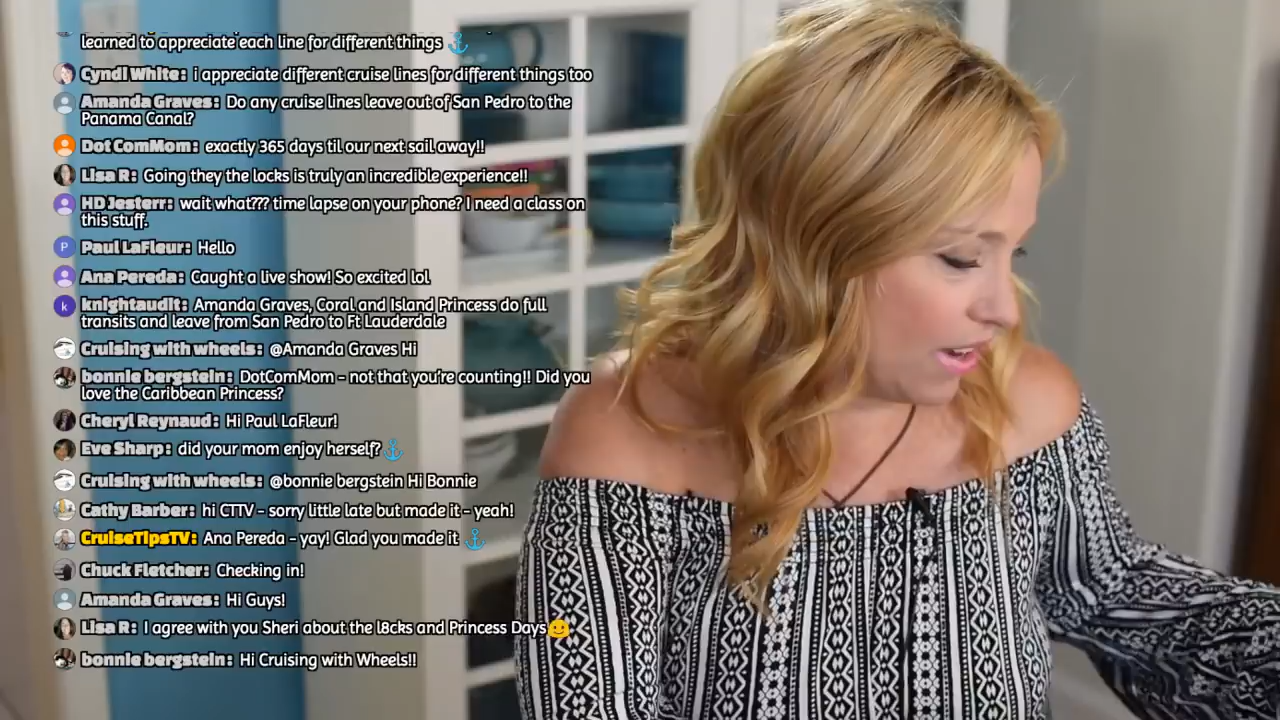 learned to appreciate each line for different things ⚓
Cyndi White: i appreciate different cruise lines for different things too
Amanda Graves: Do any cruise lines leave out of San Pedro to the
Panama Canal?
DotComMom: exactly 365 days til our next sail away!!
Lisa R: Going they the locks is truly an incredible experience!!
HD Jesterr: wait what??? time lapse on your phone? I need a class on
this stuff.
P
Paul LaFleur: Hello
Ana Pereda: Caught a live show! So excited lol
k
knightaudit: Amanda Graves, Coral and Island Princess do full
transits and leave from San Pedro to Ft Lauderdale
Cruising with wheels: @Amanda Graves Hi
bonnie bergstein: DotComMom - not that you're counting!! Did you
love the Caribbean Princess?
Cheryl Reynaud: Hi Paul LaFleur!
Eve Sharp: did your mom enjoy herself?⚓
Cruising with wheels: @bonnie bergstein Hi Bonnie
Cathy Barber: hi CTTV - sorry little late but made it - yeah!
CruiseTipsTV: Ana Pereda - yay! Glad you made it ⚓
Chuck Fletcher: Checking in!
Amanda Graves: Hi Guys!
Lisa R: I agree with you Sheri about the l8cks and Princess Days🙂
bonnie bergstein: Hi Cruising with Wheels!!